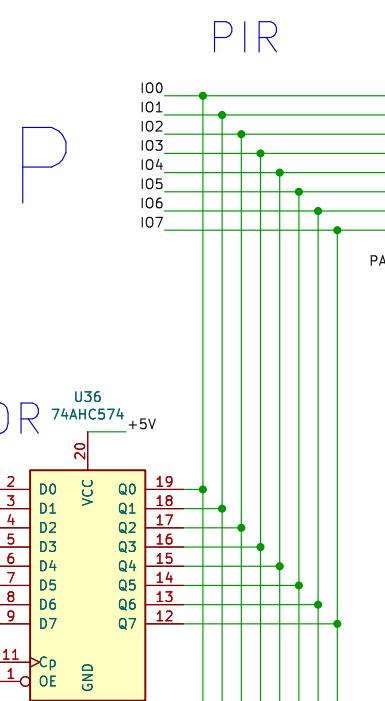 PIR
IO0
IO1
IO2
IO3
IO4
IO5
IO6
IO7
P
PA
OR
U36
74AHC574
+5V
20
VCC
2 D0 Q0 19
3 D1 Q1 18
4 D2 Q2 17
5 D3 Q3 16
6 D4 Q4 15
7 D5 Q5 14
8 D6 Q6 13
9 D7 Q7 12
11 Cp
1 OE
GND